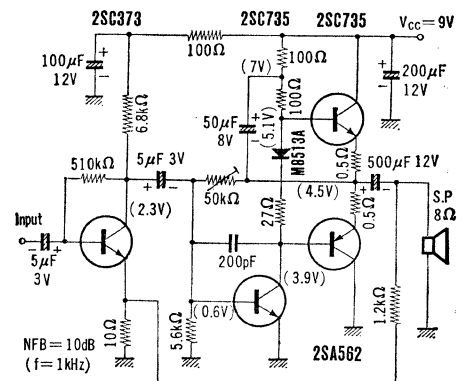 2SC373
2SC735
2SC735
100μF
12V
100Ω
100Ω
VCC=9V
(7V)
200μF
12V
6.8kΩ
100Ω
50μF
8V
(5.1V)
510kΩ
5μF 3V
MB513A
0.5Ω
500μF 12V
50kΩ
(4.5V)
S.P
8Ω
Input
(2.3V)
27Ω
0.5Ω
5μF
3V
200pF
(3.9V)
1.2kΩ
(0.6V)
10Ω
5.6kΩ
2SA562
NFB=10dB
(f=1kHz)